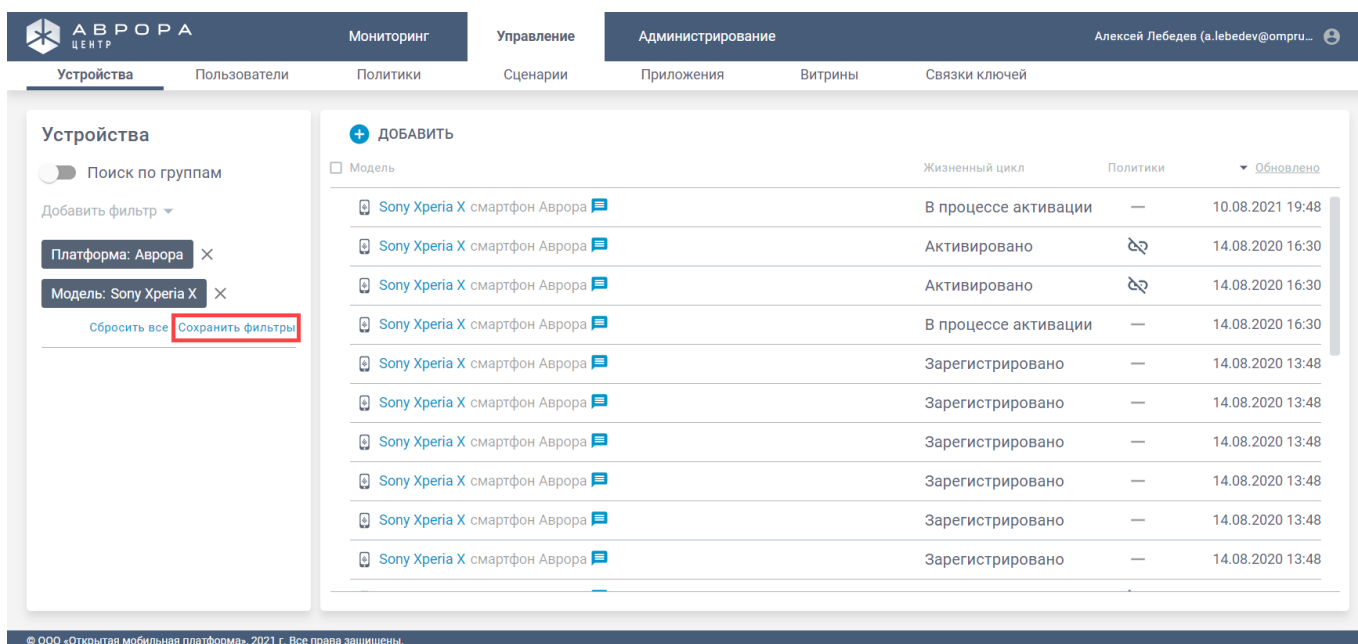 АВРОРА
ЦЕНТР
Мониторинг Управление Администрирование Алексей Лебедев (a.lebedev@ompru...
Устройства Пользователи Политики Сценарии Приложения Витрины Связки ключей
Устройства
Поиск по группам
Добавить фильтр
Платформа: Аврора
Модель: Sony Xperia X
Сбросить все Сохранить фильтры
ДОБАВИТЬ
Модель Жизненный цикл Политики Обновлено
Sony Xperia X смартфон Аврора В процессе активации — 10.08.2021 19:48
Sony Xperia X смартфон Аврора Активировано 14.08.2020 16:30
Sony Xperia X смартфон Аврора Активировано 14.08.2020 16:30
Sony Xperia X смартфон Аврора В процессе активации — 14.08.2020 16:30
Sony Xperia X смартфон Аврора Зарегистрировано — 14.08.2020 13:48
Sony Xperia X смартфон Аврора Зарегистрировано — 14.08.2020 13:48
Sony Xperia X смартфон Аврора Зарегистрировано — 14.08.2020 13:48
Sony Xperia X смартфон Аврора Зарегистрировано — 14.08.2020 13:48
Sony Xperia X смартфон Аврора Зарегистрировано — 14.08.2020 13:48
Sony Xperia X смартфон Аврора Зарегистрировано — 14.08.2020 13:48
© ООО «Открытая мобильная платформа», 2021 г. Все права защищены.